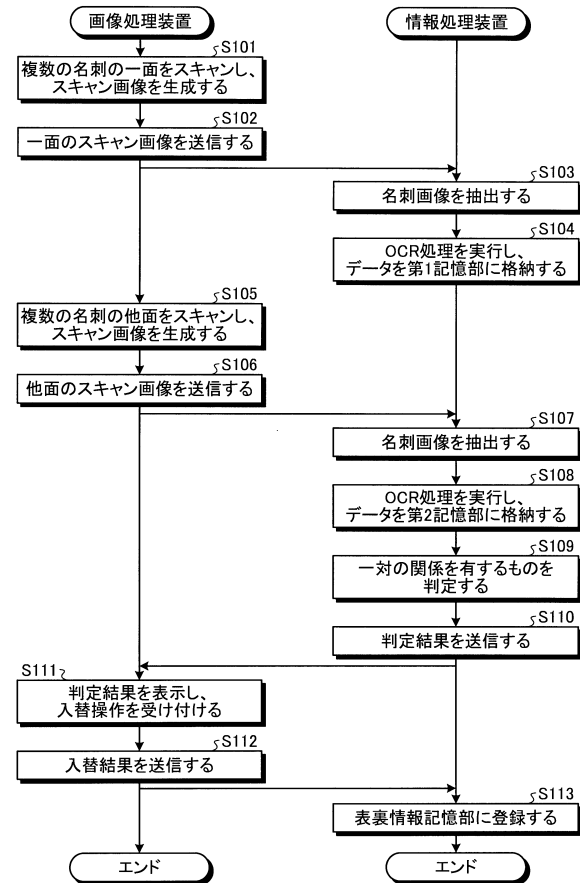 画像処理装置
情報処理装置
S101
複数の名刺の一面をスキャンし、
スキャン画像を生成する
S102
一面のスキャン画像を送信する
S103
名刺画像を抽出する
S104
OCR処理を実行し、
データを第1記憶部に格納する
S105
複数の名刺の他面をスキャンし、
スキャン画像を生成する
S106
他面のスキャン画像を送信する
S107
名刺画像を抽出する
S108
OCR処理を実行し、
データを第2記憶部に格納する
S109
一対の関係を有するものを
判定する
S110
判定結果を送信する
S111
判定結果を表示し、
入替操作を受け付ける
S112
入替結果を送信する
S113
表裏情報記憶部に登録する
エンド
エンド